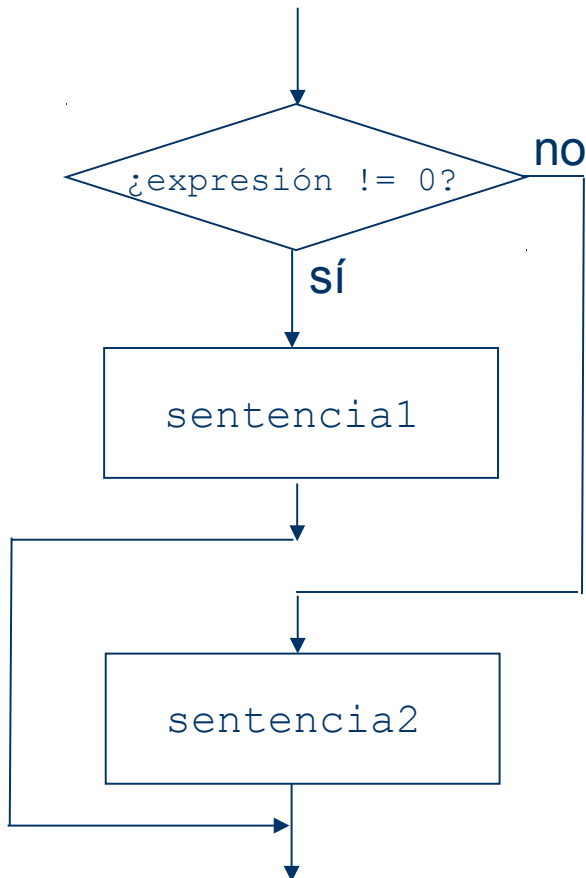 ¿expresión != 0?
no
sí
sentencia1
sentencia2